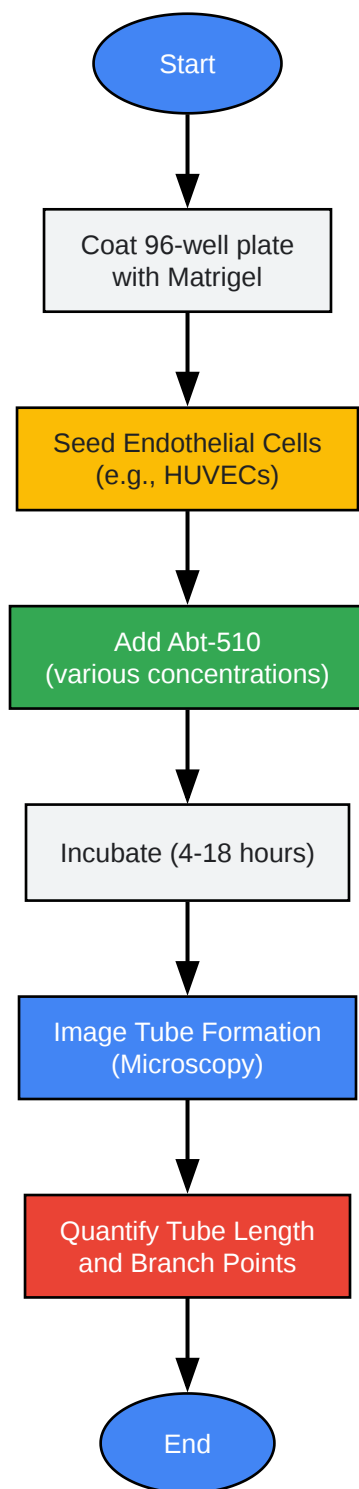 Start
Coat 96-well plate
with Matrigel
Seed Endothelial Cells
(e.g., HUVECs)
Add Abt-510
(various concentrations)
Incubate (4-18 hours)
Image Tube Formation
(Microscopy)
Quantify Tube Length
and Branch Points
End